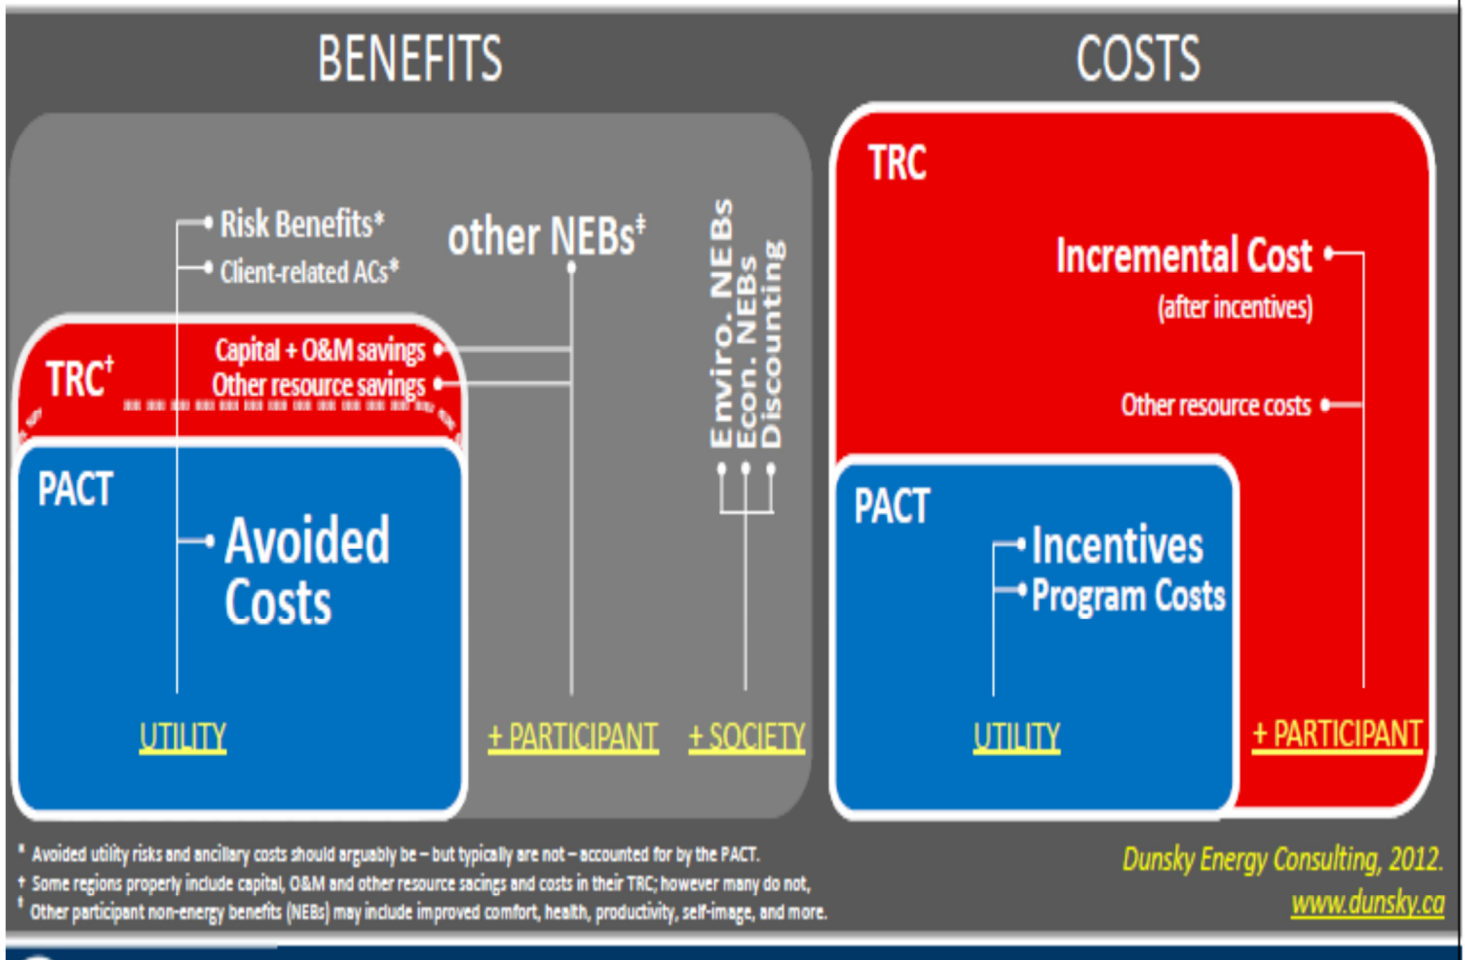 BENEFITS
COSTS
Risk Benefits*
Client-related ACs*
other NEBs‡
Enviro. NEBs
Econ. NEBs
Discounting
TRC†
Capital + O&M savings
Other resource savings
PACT
Avoided
Costs
UTILITY
+ PARTICIPANT
+ SOCIETY
TRC
Incremental Cost
(after incentives)
Other resource costs
PACT
Incentives
Program Costs
UTILITY
+ PARTICIPANT
* Avoided utility risks and ancillary costs should arguably be – but typically are not – accounted for by the PACT.
† Some regions properly include capital, O&M and other resource sacings and costs in their TRC; however many do not,
‡ Other participant non-energy benefits (NEBs) may include improved comfort, health, productivity, self-image, and more.
Dunsky Energy Consulting, 2012.
www.dunsky.ca